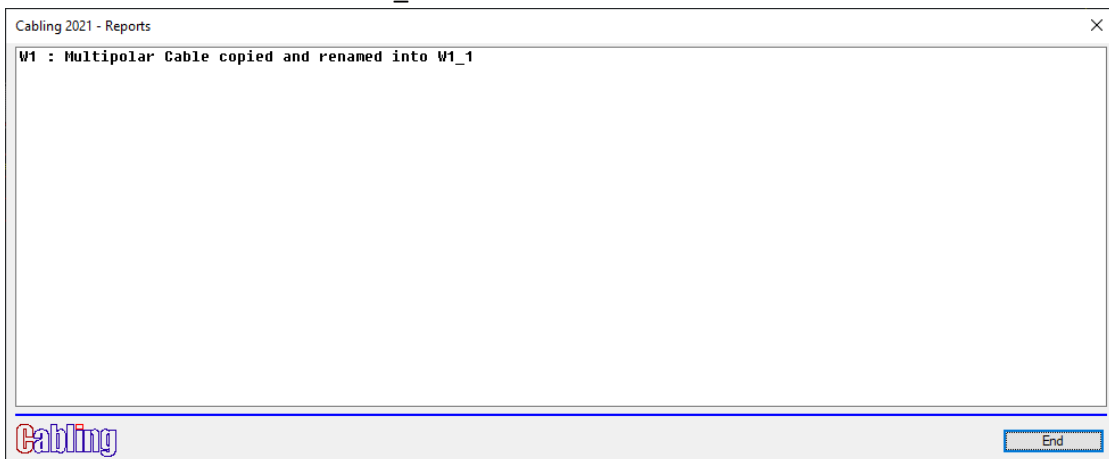 Cabling 2021 - Reports
W1 : Multipolar Cable copied and renamed into W1_1
Cabling
End